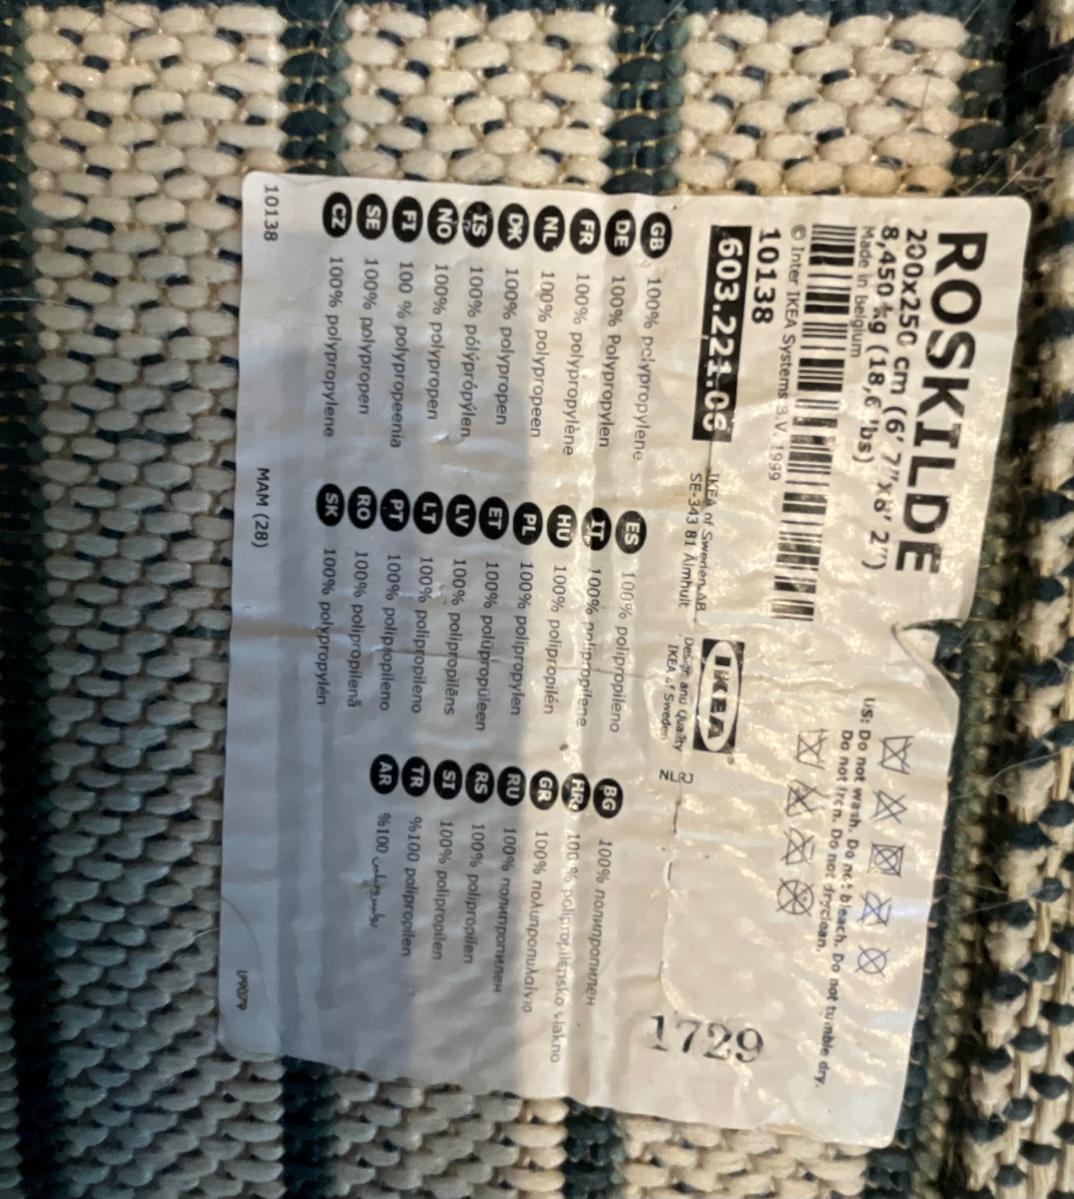 ROSKILDE
200x250 cm (6' 7"x8' 2")
8,450 kg (18,6 lbs)
Made in Belgium
© Inter IKEA Systems B.V. 1999
10138
603.221.06
IKEA of Sweden AB
SE-343 81 Älmhult
IKEA®
Design and Quality
IKEA of Sweden
NL
US: Do not wash. Do not bleach. Do not tumble dry.
Do not iron. Do not dryclean.
1729
GB 100% polypropylene
DE 100% Polypropylen
FR 100% polypropylène
NL 100% polypropeen
DK 100% polypropen
IS 100% pólýprópýlen
NO 100% polypropen
FI 100 % polypropeenia
SE 100% polypropen
CZ 100% polypropylene
ES 100% polipropileno
IT 100% polipropilene
HU 100% polipropilén
PL 100% polipropylen
ET 100% polüpropüleen
LV 100% polipropilēns
LT 100% polipropileno
PT 100% polipropileno
RO 100% polipropilenă
SK 100% polypropylén
BG 100% полипропилен
HR 100 % polipropilensko vlakno
GR 100% πολυπροπυλαίνιο
RU 100% полипропилен
RS 100% polipropilen
SI 100% polipropilen
TR %100 polipropilen
AR %100
10138
MAM (28)